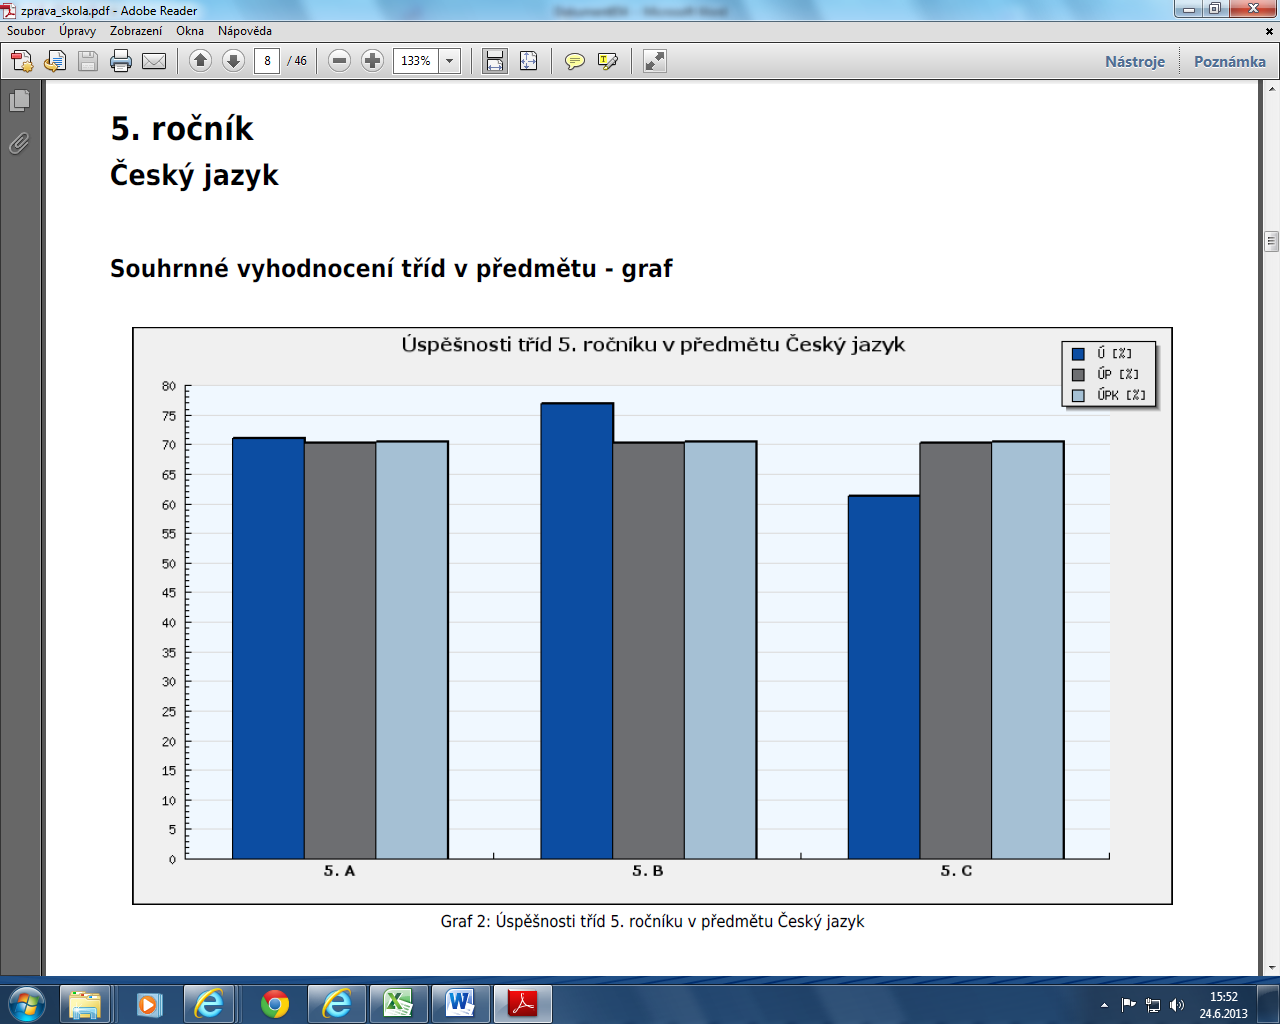 zprava_skola.pdf - Adobe Reader
Soubor Úpravy Zobrazení Okna Nápověda
8 / 46 133% Nástroje Poznámka
5. ročník
Český jazyk
Souhrnné vyhodnocení tříd v předmětu - graf
Úspěšnosti tříd 5. ročníku v předmětu Český jazyk
Ú [%]
ÚP [%]
ÚPK [%]
80
75
70
65
60
55
50
45
40
35
30
25
20
15
10
5
0
5. A 5. B 5. C
Graf 2: Úspěšnosti tříd 5. ročníku v předmětu Český jazyk
15:52
24.6.2013